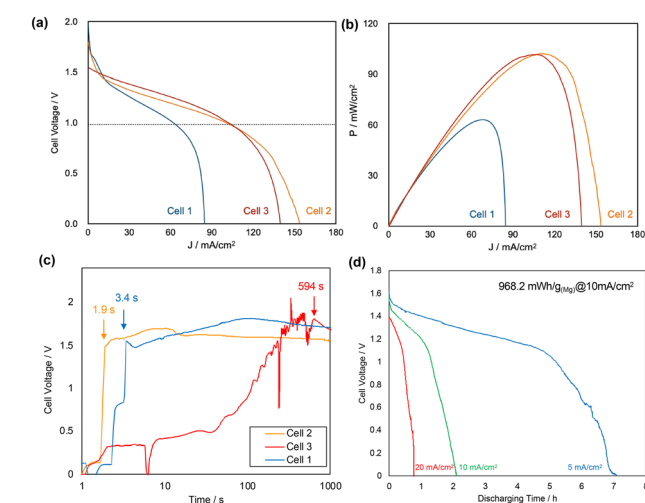 (a)
2.0
1.5
1.0
0.5
0.0
Cell Voltage / V
Cell 1
Cell 3
Cell 2
0
30
60
90
120
150
180
J / mA/cm²
(b)
120
90
60
30
0
P / mW/cm²
Cell 1
Cell 3
Cell 2
0
30
60
90
120
150
180
J / mA/cm²
(c)
2
1.5
1
0.5
0
Cell Voltage / V
1.9 s
3.4 s
594 s
Cell 2
Cell 3
Cell 1
1
10
100
1000
Time / s
(d)
1.8
1.6
1.4
1.2
1
0.8
0.6
0.4
0.2
0
Cell Voltage / V
968.2 mWh/g(Mg)@10mA/cm²
20 mA/cm²
10 mA/cm²
5 mA/cm²
0
1
2
3
4
5
6
7
8
Discharging Time / h